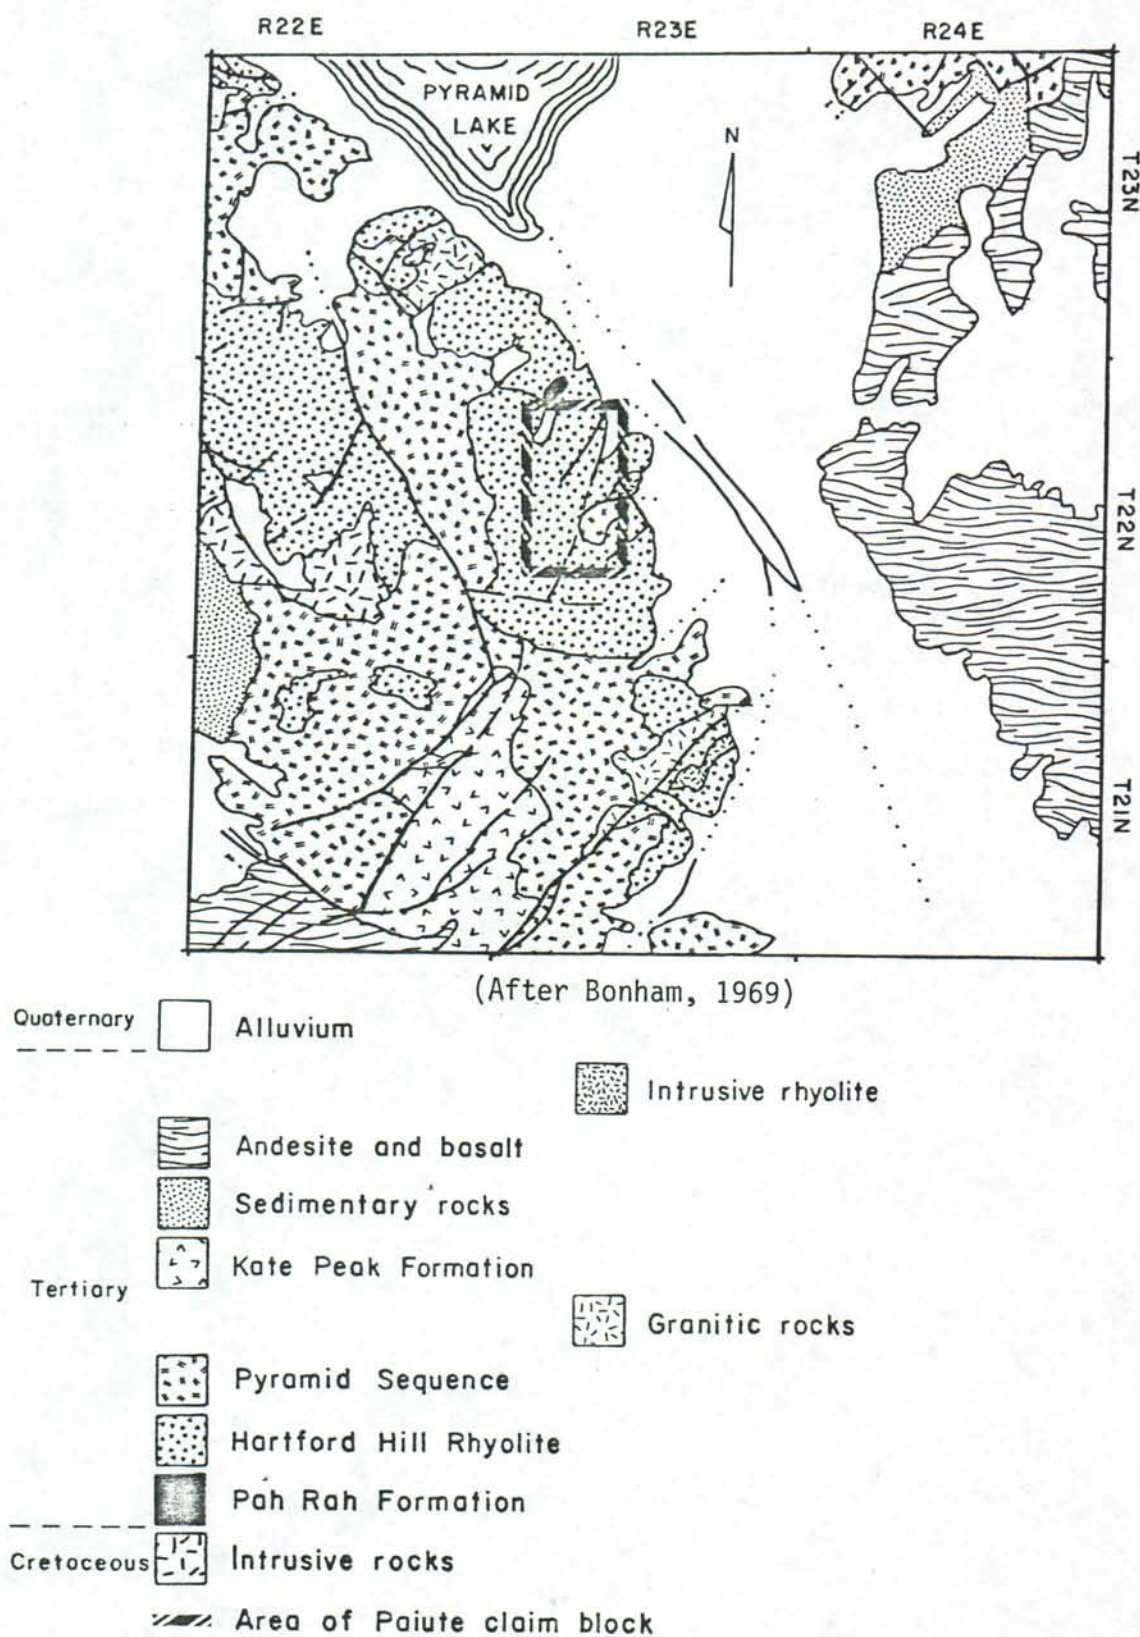 R22E R23E R24E
PYRAMID
LAKE
N
T23N
T22N
T21N
(After Bonham, 1969)
Quaternary Alluvium
Intrusive rhyolite
Andesite and basalt
Sedimentary rocks
Kate Peak Formation
Tertiary
Granitic rocks
Pyramid Sequence
Hartford Hill Rhyolite
Pah Rah Formation
Cretaceous Intrusive rocks
Area of Paiute claim block